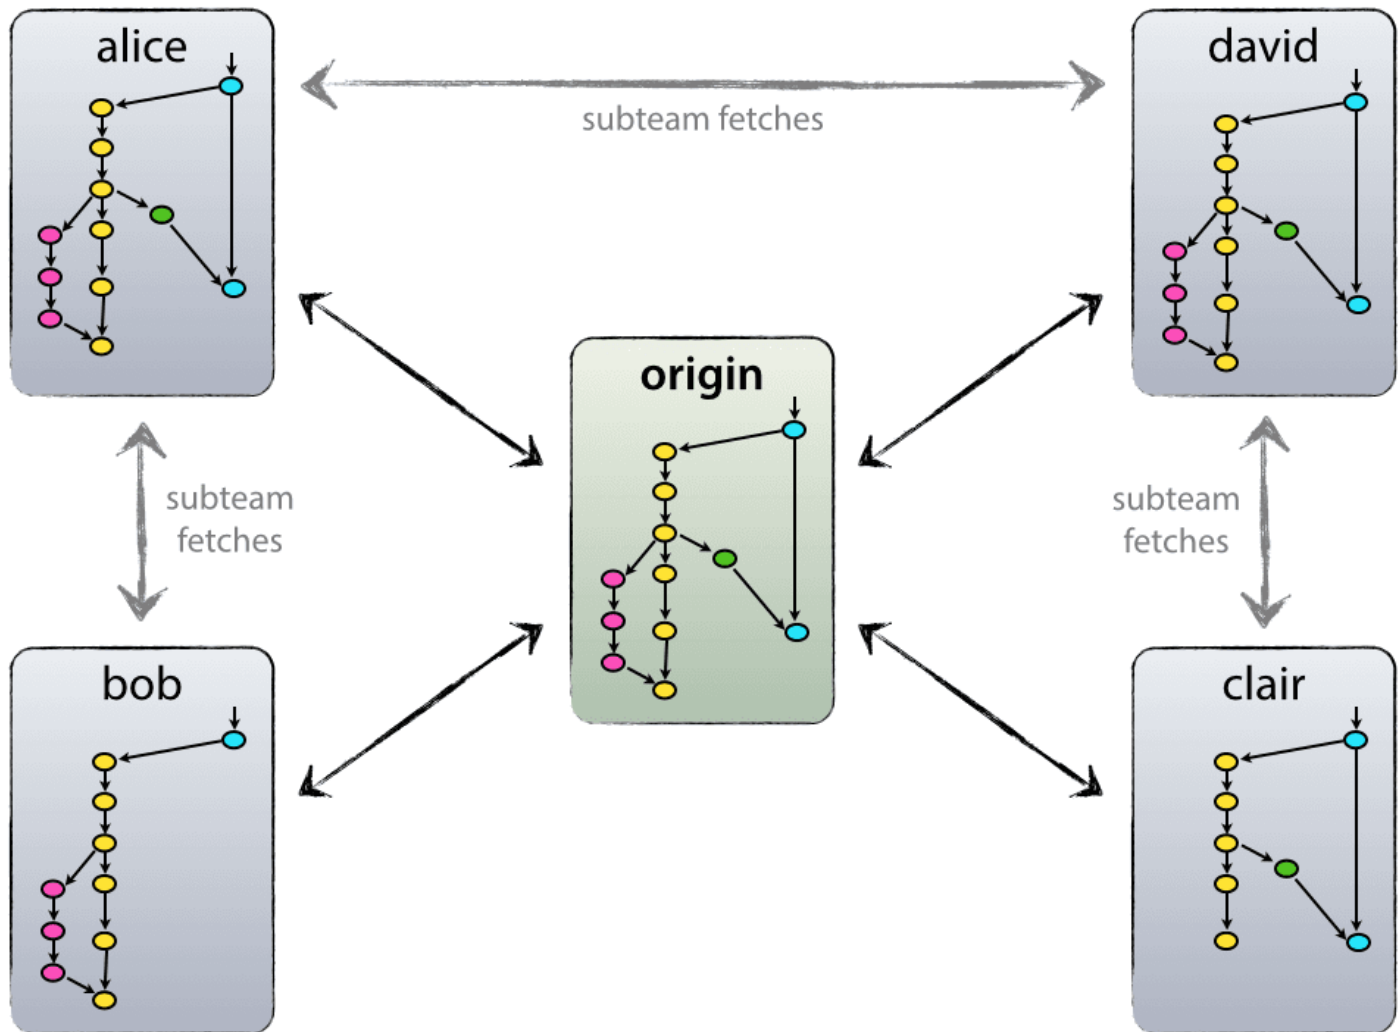 alice
david
subteam fetches
origin
subteam
fetches
subteam
fetches
bob
clair